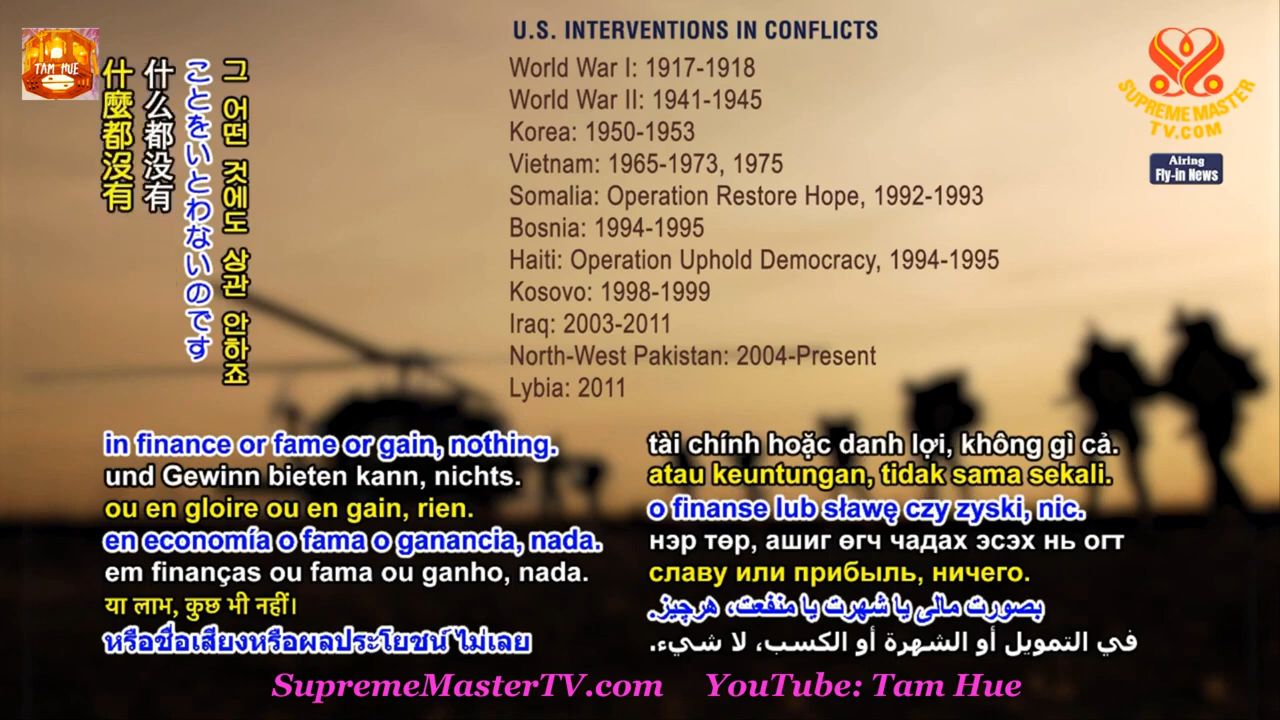 TAM HUE
什麼都沒有
什么都没有
ことをいとわないのです
그 어떤 것에도 상관 안하죠
U.S. INTERVENTIONS IN CONFLICTS
World War I: 1917-1918
World War II: 1941-1945
Korea: 1950-1953
Vietnam: 1965-1973, 1975
Somalia: Operation Restore Hope, 1992-1993
Bosnia: 1994-1995
Haiti: Operation Uphold Democracy, 1994-1995
Kosovo: 1998-1999
Iraq: 2003-2011
North-West Pakistan: 2004-Present
Lybia: 2011
SUPREME MASTER
TV.COM
Airing
Fly-in News
in finance or fame or gain, nothing.
und Gewinn bieten kann, nichts.
ou en gloire ou en gain, rien.
en economía o fama o ganancia, nada.
em finanças ou fama ou ganho, nada.
या लाभ, कुछ भी नहीं।
หรือชื่อเสียงหรือผลประโยชน์ ไม่เลย
tài chính hoặc danh lợi, không gì cả.
atau keuntungan, tidak sama sekali.
o finanse lub sławę czy zyski, nic.
нэр төр, ашиг өгч чадах эсэх нь огт
славу или прибыль, ничего.
بصورت مالی یا شهرت یا منفعت، هرچیز.
في التمويل أو الشهرة أو الكسب، لا شيء.
SupremeMasterTV.com YouTube: Tam Hue